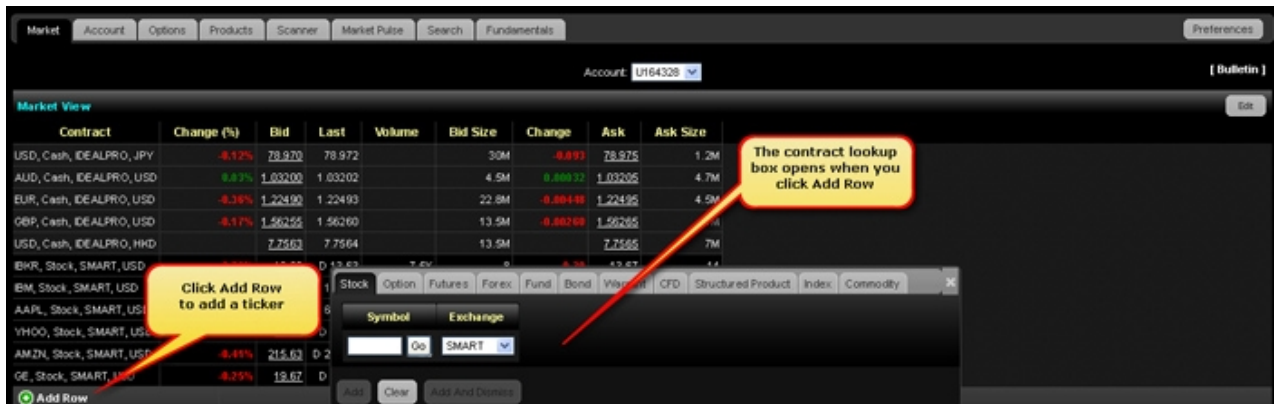 Market Account Options Products Scanner Market Pulse Search Fundamentals Preferences
Account: U164328 [ Bulletin ]
Market View Edit
Contract Change (%) Bid Last Volume Bid Size Change Ask Ask Size
USD, Cash, IDEALPRO, JPY -0.12% 78.970 78.972 30M -0.093 78.975 1.2M
AUD, Cash, IDEALPRO, USD 0.03% 1.03200 1.03202 4.5M 0.00032 1.03205 4.7M
EUR, Cash, IDEALPRO, USD -0.36% 1.22490 1.22493 22.8M -0.00448 1.22495 4.5M
GBP, Cash, IDEALPRO, USD -0.17% 1.56255 1.56260 13.5M -0.00260 1.56265
USD, Cash, IDEALPRO, HKD 7.7563 7.7564 13.5M 7.7565 7M
The contract lookup
box opens when you
click Add Row
IBKR, Stock, SMART, USD
IBM, Stock, SMART, USD
AAPL, Stock, SMART, USD
YHOO, Stock, SMART, USD
AMZN, Stock, SMART, USD -0.45% 215.63 D 2
GE, Stock, SMART, -0.25% 19.67 D
Click Add Row
to add a ticker
Add Row
Stock Option Futures Forex Fund Bond Warrant CFD Structured Product Index Commodity
Symbol Exchange
Go SMART
Add Clear Add And Dismiss